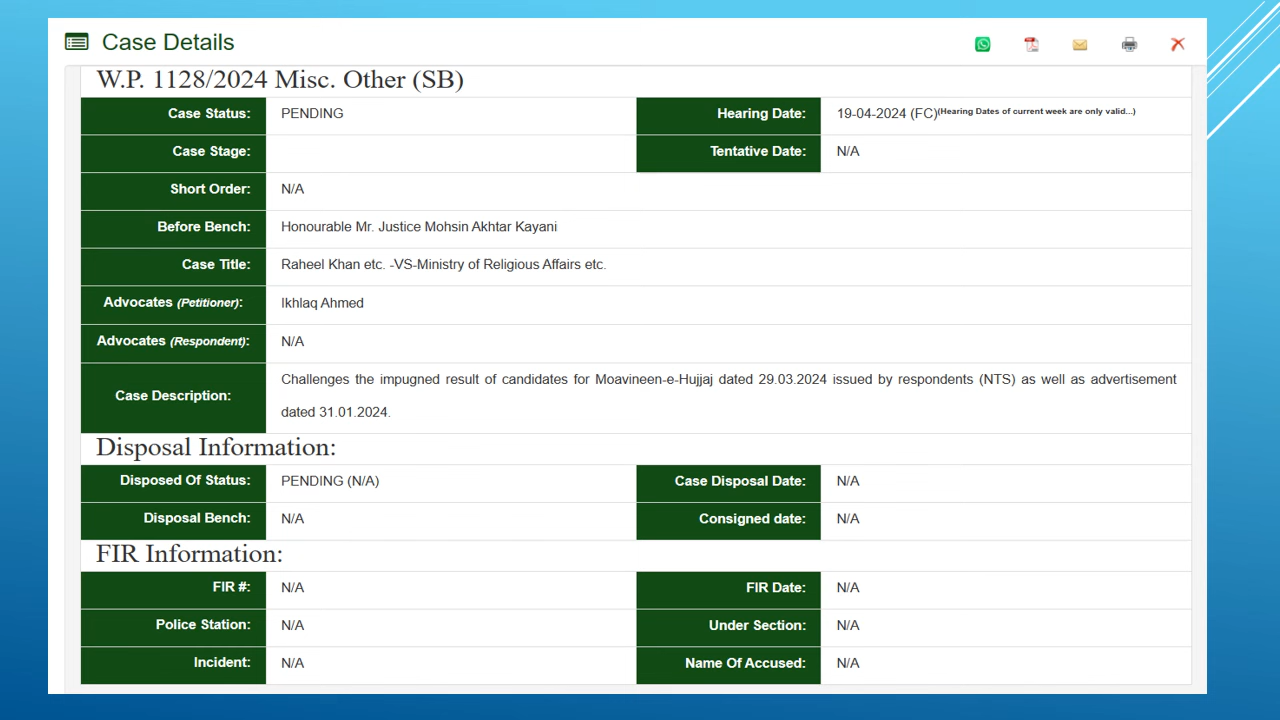 Case Details
W.P. 1128/2024 Misc. Other (SB)
Case Status: PENDING Hearing Date: 19-04-2024 (FC)(Hearing Dates of current week are only valid...)
Case Stage: Tentative Date: N/A
Short Order: N/A
Before Bench: Honourable Mr. Justice Mohsin Akhtar Kayani
Case Title: Raheel Khan etc. -VS-Ministry of Religious Affairs etc.
Advocates (Petitioner): Ikhlaq Ahmed
Advocates (Respondent): N/A
Case Description: Challenges the impugned result of candidates for Moavineen-e-Hujjaj dated 29.03.2024 issued by respondents (NTS) as well as advertisement
dated 31.01.2024.
Disposal Information:
Disposed Of Status: PENDING (N/A) Case Disposal Date: N/A
Disposal Bench: N/A Consigned date: N/A
FIR Information:
FIR #: N/A FIR Date: N/A
Police Station: N/A Under Section: N/A
Incident: N/A Name Of Accused: N/A